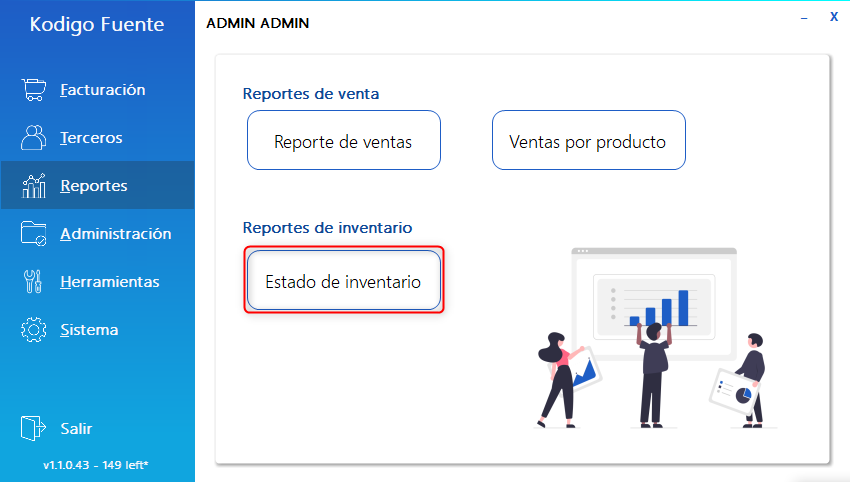 Kodigo Fuente
ADMIN ADMIN
– X
Facturación
Terceros
Reportes
Administración
Herramientas
Sistema
Salir
v1.1.0.43 - 149 left*
Reportes de venta
Reporte de ventas
Ventas por producto
Reportes de inventario
Estado de inventario